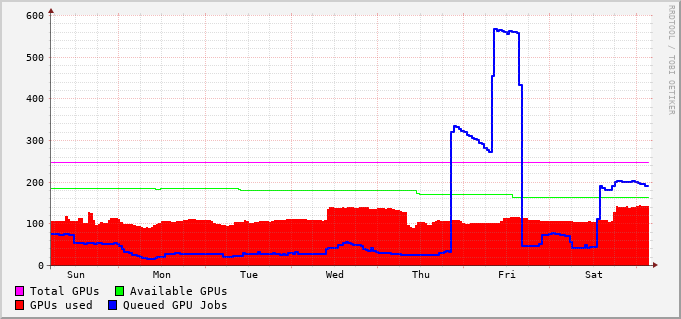 RRDTOOL / TOBI OETIKER
600
500
400
300
200
100
0
Sun Mon Tue Wed Thu Fri Sat
Total GPUs Available GPUs
GPUs used Queued GPU Jobs